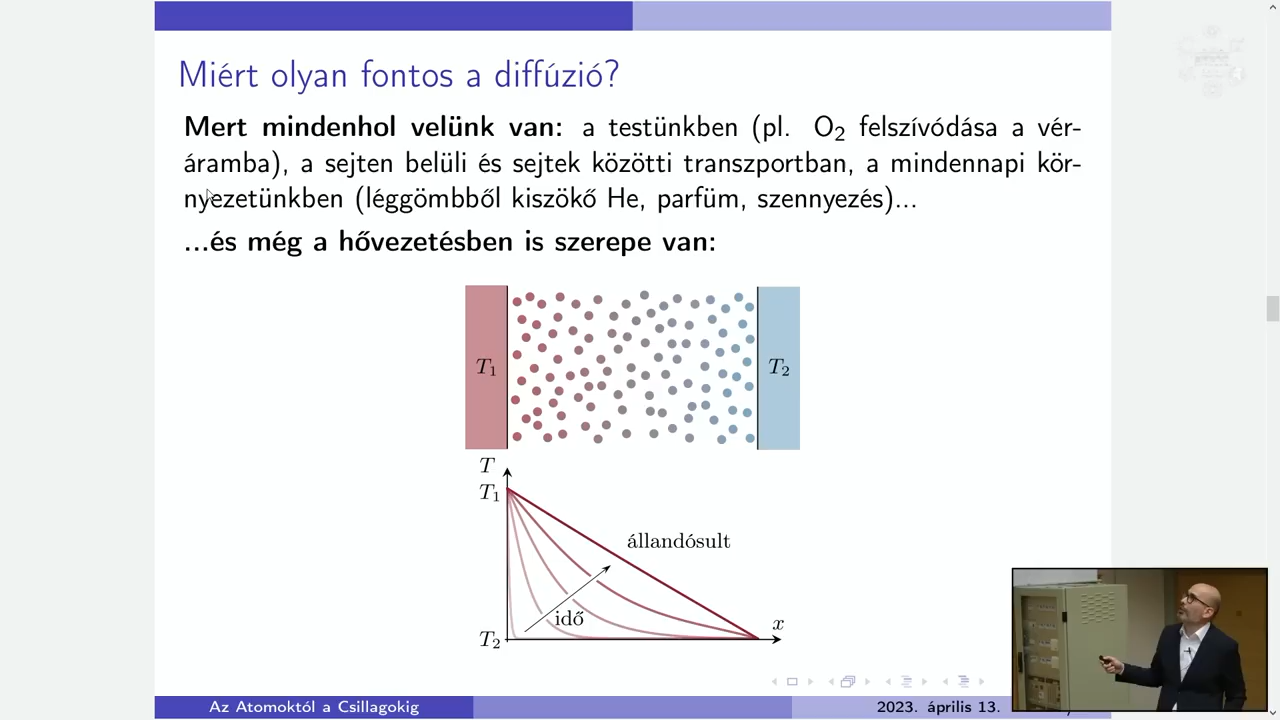 Miért olyan fontos a diffúzió?
Mert mindenhol velünk van: a testünkben (pl. O₂ felszívódása a vér-
áramba), a sejten belüli és sejtek közötti transzportban, a mindennapi kör-
nyezetünkben (léggömbből kiszökő He, parfüm, szennyezés)...
...és még a hővezetésben is szerepe van:
T₁
T₂
T
T₁
állandósult
idő
x
T₂
Az Atomoktól a Csillagokig
2023. április 13.